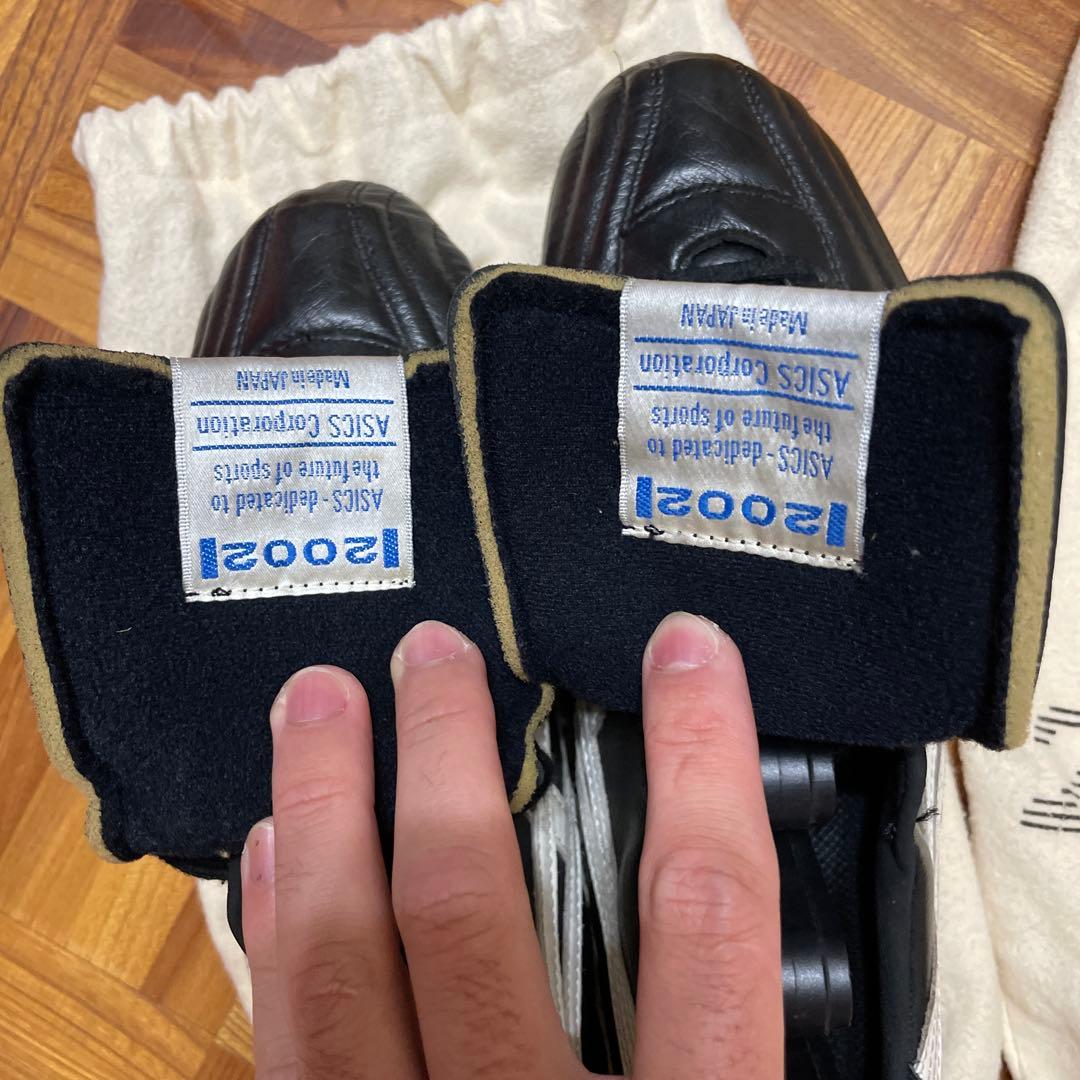 2002
ASICS - dedicated to
the future of sports
ASICS Corporation
Made in JAPAN
2002
ASICS - dedicated to
the future of sports
ASICS Corporation
Made in JAPAN